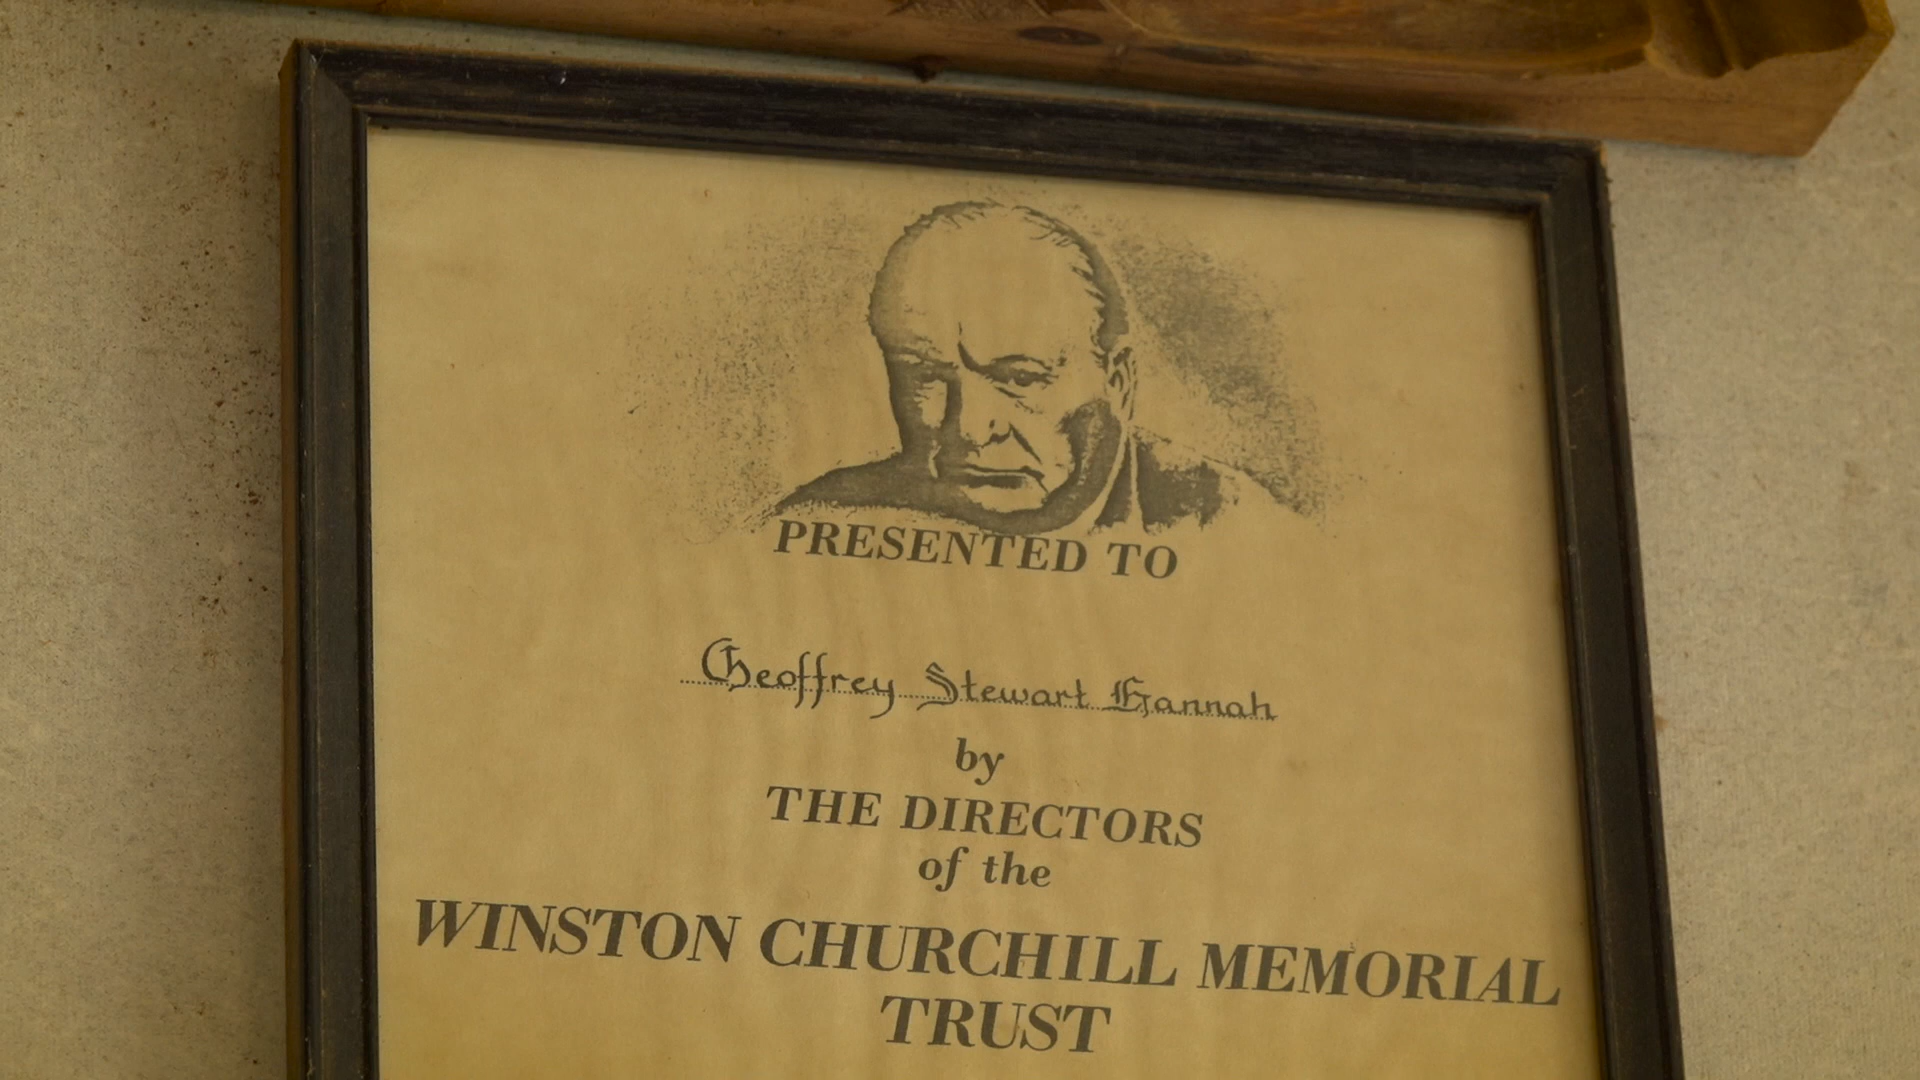 PRESENTED TO
Geoffrey Stewart Hannah
by
THE DIRECTORS
of the
WINSTON CHURCHILL MEMORIAL
TRUST